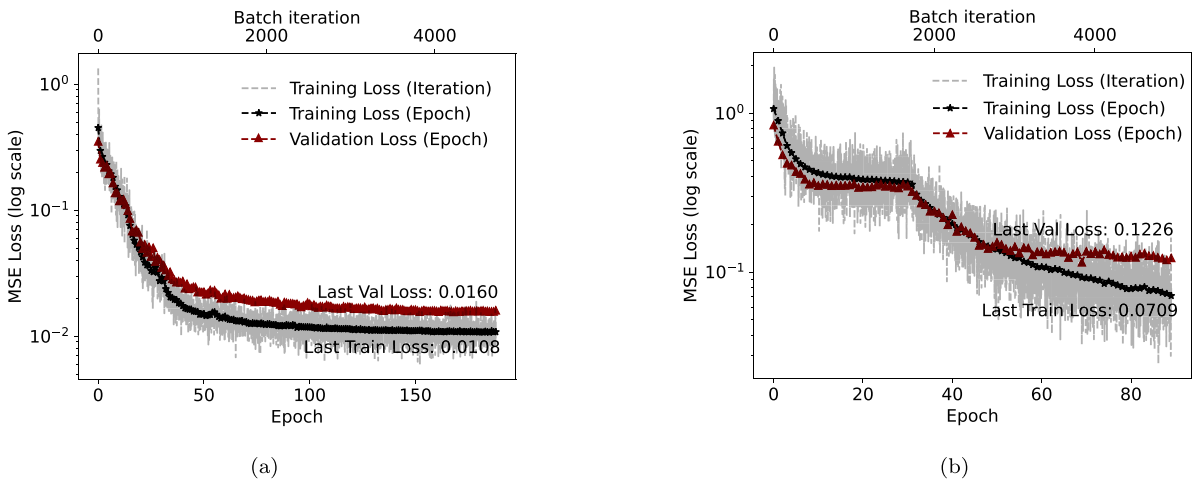 Batch iteration
0 2000 4000
MSE Loss (log scale)
10^0
10^-1
10^-2
Training Loss (Iteration)
Training Loss (Epoch)
Validation Loss (Epoch)
Last Val Loss: 0.0160
Last Train Loss: 0.0108
0 50 100 150
Epoch
(a)
Batch iteration
0 2000 4000
MSE Loss (log scale)
10^0
10^-1
Training Loss (Iteration)
Training Loss (Epoch)
Validation Loss (Epoch)
Last Val Loss: 0.1226
Last Train Loss: 0.0709
0 20 40 60 80
Epoch
(b)